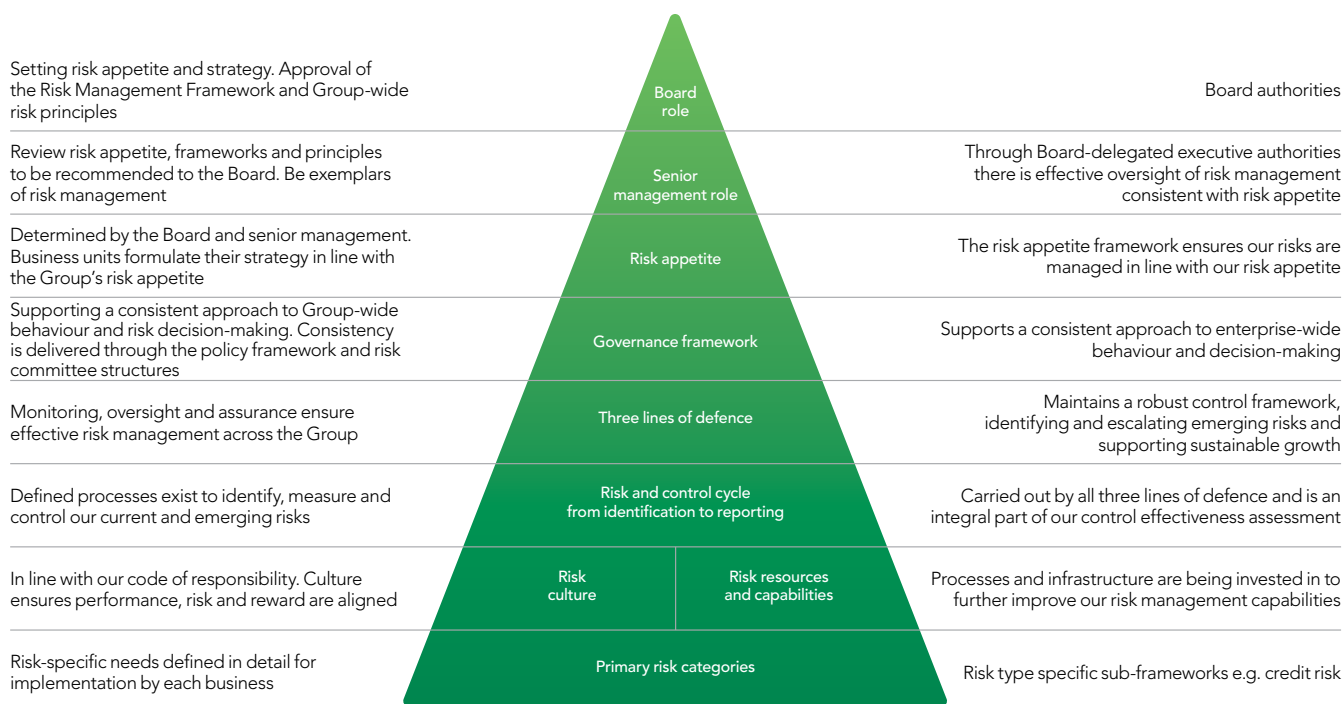 Setting risk appetite and strategy. Approval of
the Risk Management Framework and Group-wide
risk principles
Board
role
Board authorities
Review risk appetite, frameworks and principles
to be recommended to the Board. Be exemplars
of risk management
Senior
management role
Through Board-delegated executive authorities
there is effective oversight of risk management
consistent with risk appetite
Determined by the Board and senior management.
Business units formulate their strategy in line with
the Group’s risk appetite
Risk appetite
The risk appetite framework ensures our risks are
managed in line with our risk appetite
Supporting a consistent approach to Group-wide
behaviour and risk decision-making. Consistency
is delivered through the policy framework and risk
committee structures
Governance framework
Supports a consistent approach to enterprise-wide
behaviour and decision-making
Monitoring, oversight and assurance ensure
effective risk management across the Group
Three lines of defence
Maintains a robust control framework,
identifying and escalating emerging risks and
supporting sustainable growth
Defined processes exist to identify, measure and
control our current and emerging risks
Risk and control cycle
from identification to reporting
Carried out by all three lines of defence and is an
integral part of our control effectiveness assessment
In line with our code of responsibility. Culture
ensures performance, risk and reward are aligned
Risk
culture
Risk resources
and capabilities
Processes and infrastructure are being invested in to
further improve our risk management capabilities
Risk-specific needs defined in detail for
implementation by each business
Primary risk categories
Risk type specific sub-frameworks e.g. credit risk